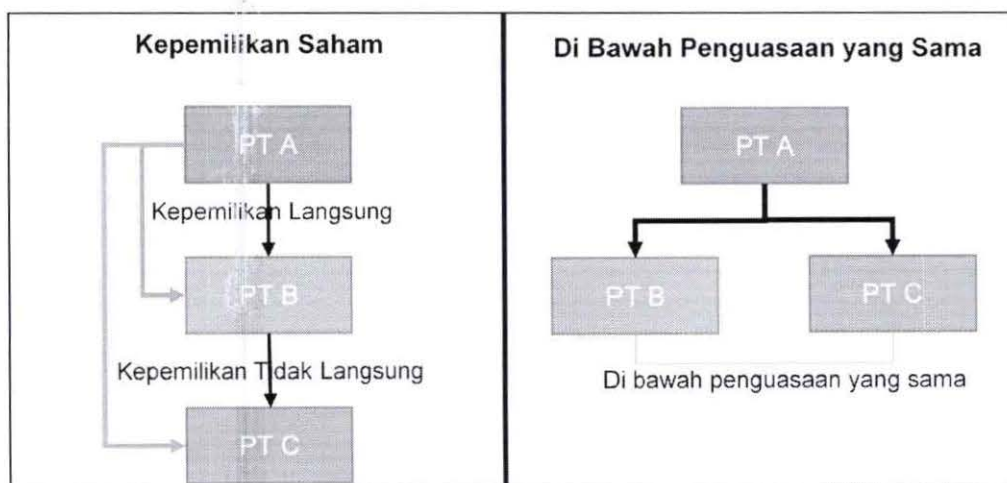 Kepemilikan Saham
PT A
Kepemilikan Langsung
PT B
Kepemilikan Tidak Langsung
PT C
Di Bawah Penguasaan yang Sama
PT A
PT B
PT C
Di bawah penguasaan yang sama